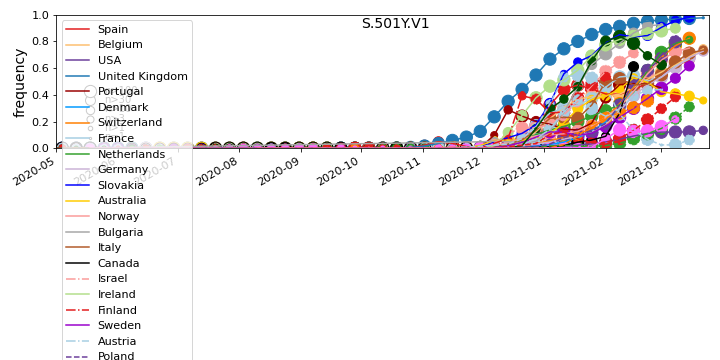 S.501Y.V1
frequency
1.0
0.8
0.6
0.4
0.2
0.0
2020-05
2020-07
2020-08
2020-09
2020-10
2020-11
2020-12
2021-01
2021-02
2021-03
Spain
Belgium
USA
United Kingdom
Portugal
Denmark
Switzerland
France
Netherlands
Germany
Slovakia
Australia
Norway
Bulgaria
Italy
Canada
Israel
Ireland
Finland
Sweden
Austria
Poland